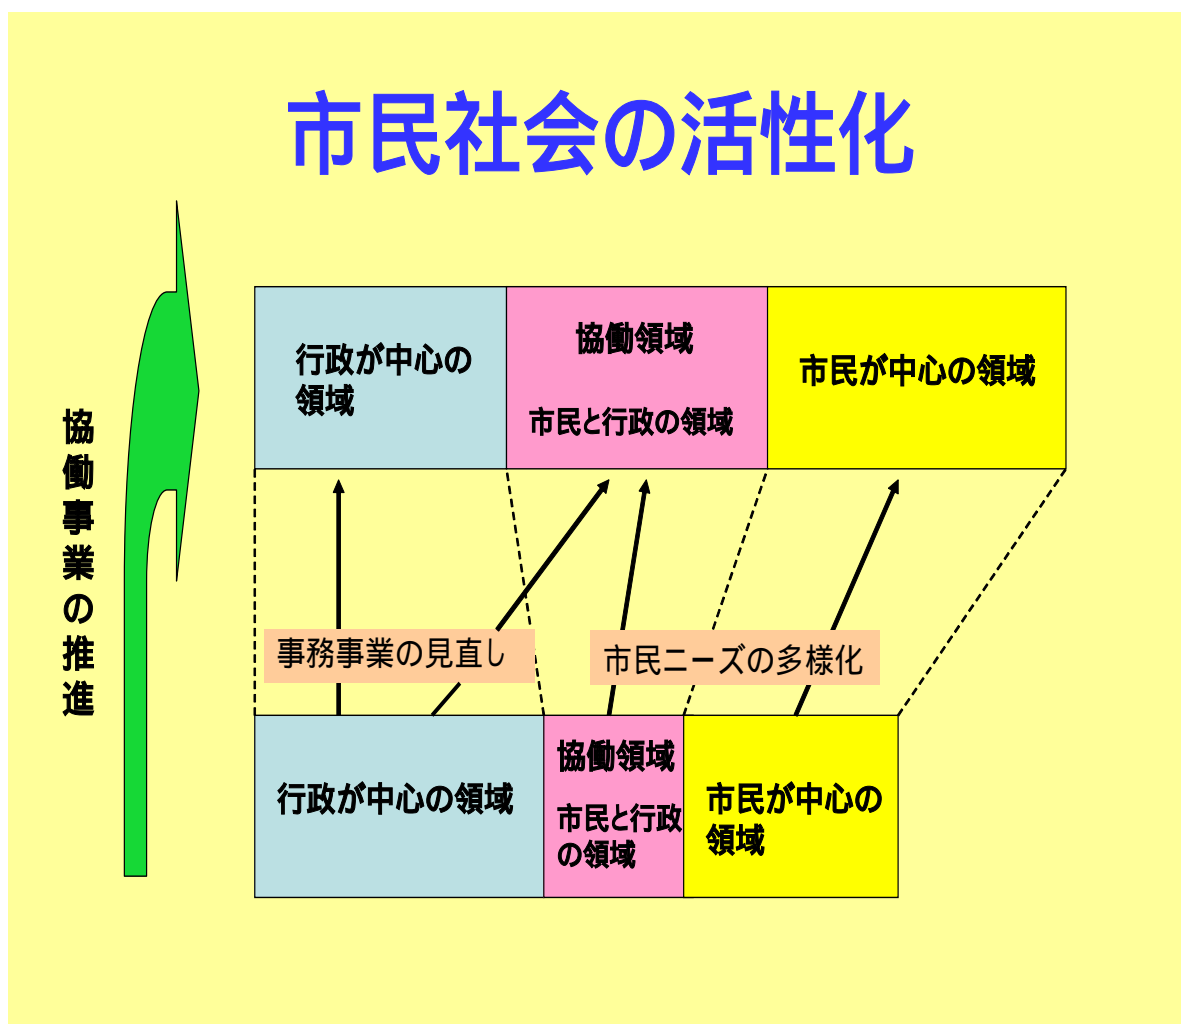 市民社会の活性化
協働事業の推進
行政が中心の
領域
協働領域
市民と行政の領域
市民が中心の領域
事務事業の見直し
市民ニーズの多様化
行政が中心の領域
協働領域
市民と行政
の領域
市民が中心の
領域